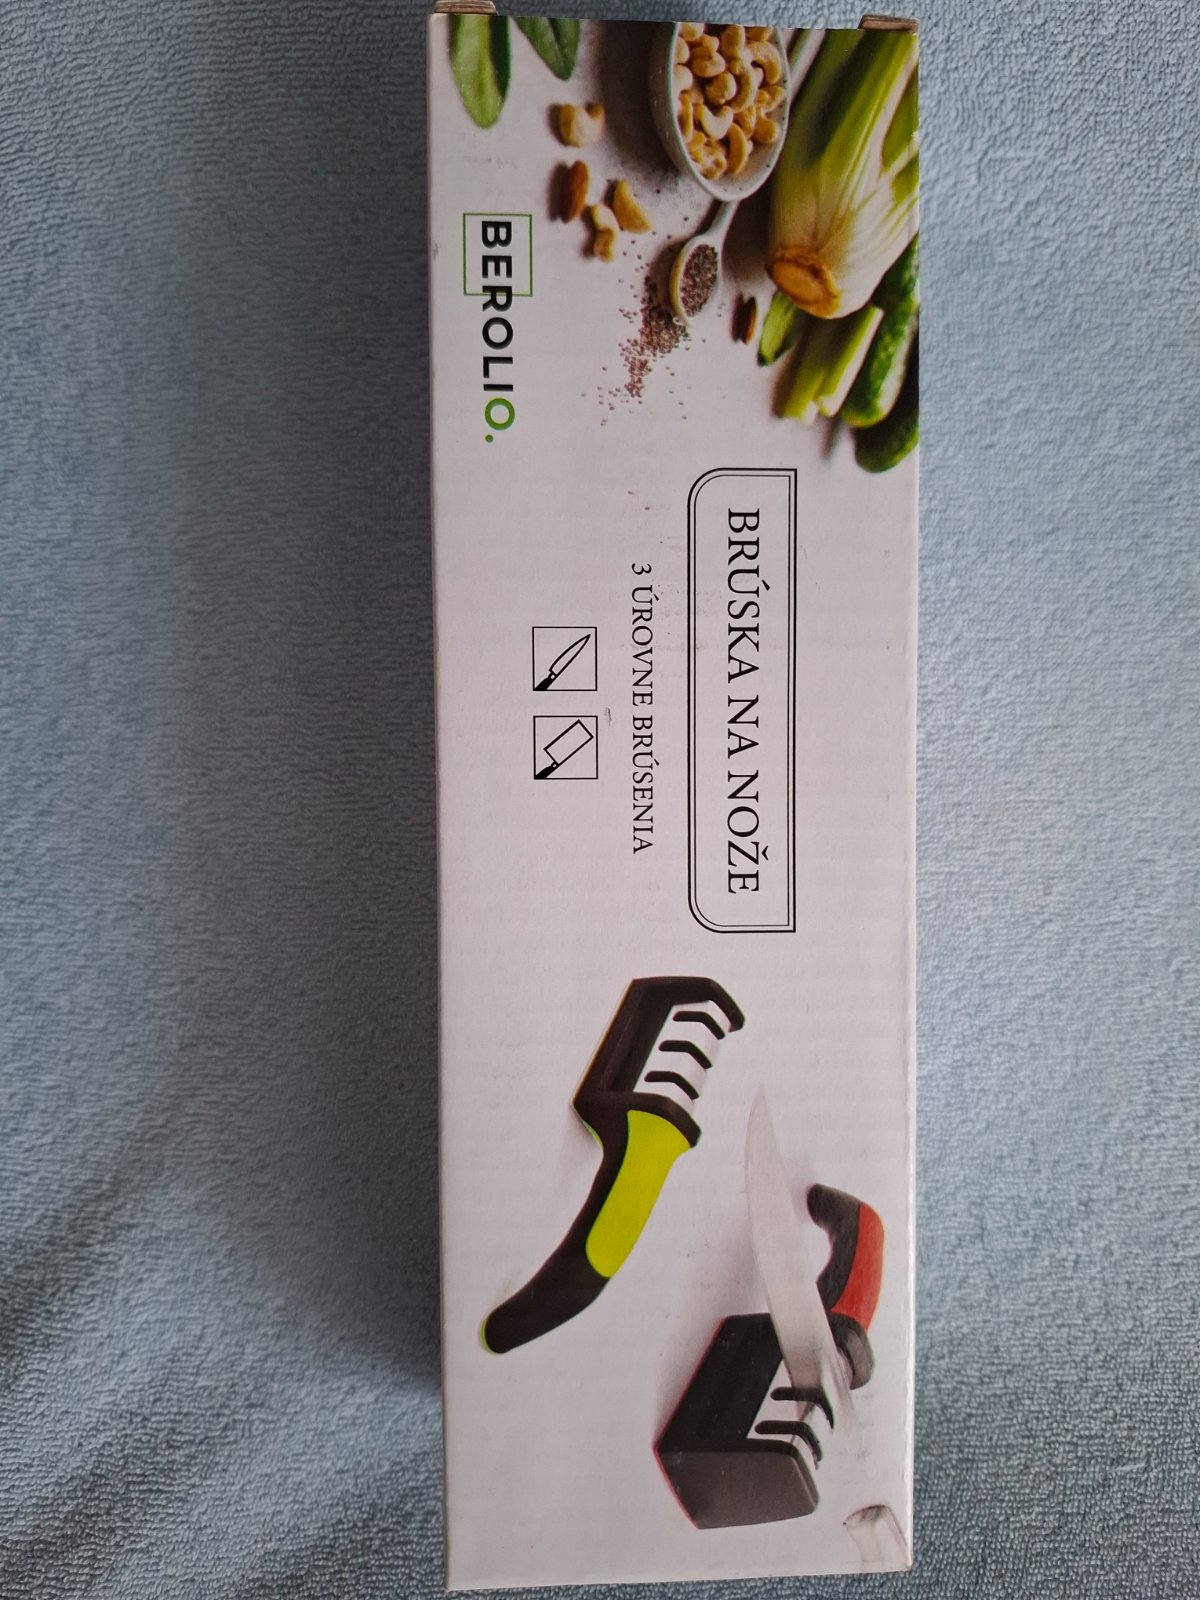 BEROLIO.
BRÚSKA NA NOŽE
3 ÚROVNE BRÚSENIA